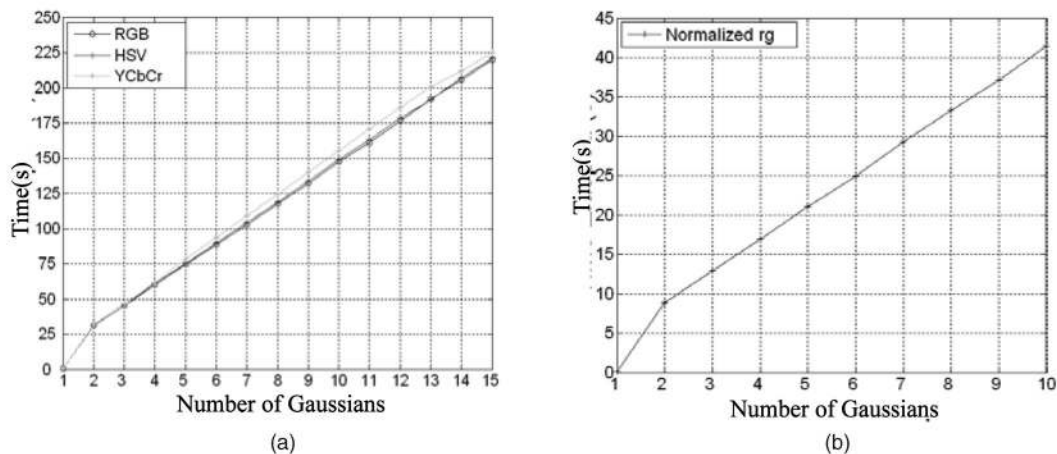 250
225
200
175
150
125
100
75
50
25
0
RGB
HSV
YCbCr
Time(s)
1 2 3 4 5 6 7 8 9 10 11 12 13 14 15
Number of Gaussians
(a)
45
40
35
30
25
20
15
10
5
0
Normalized rg
Time(s)
1 2 3 4 5 6 7 8 9 10
Number of Gaussians
(b)